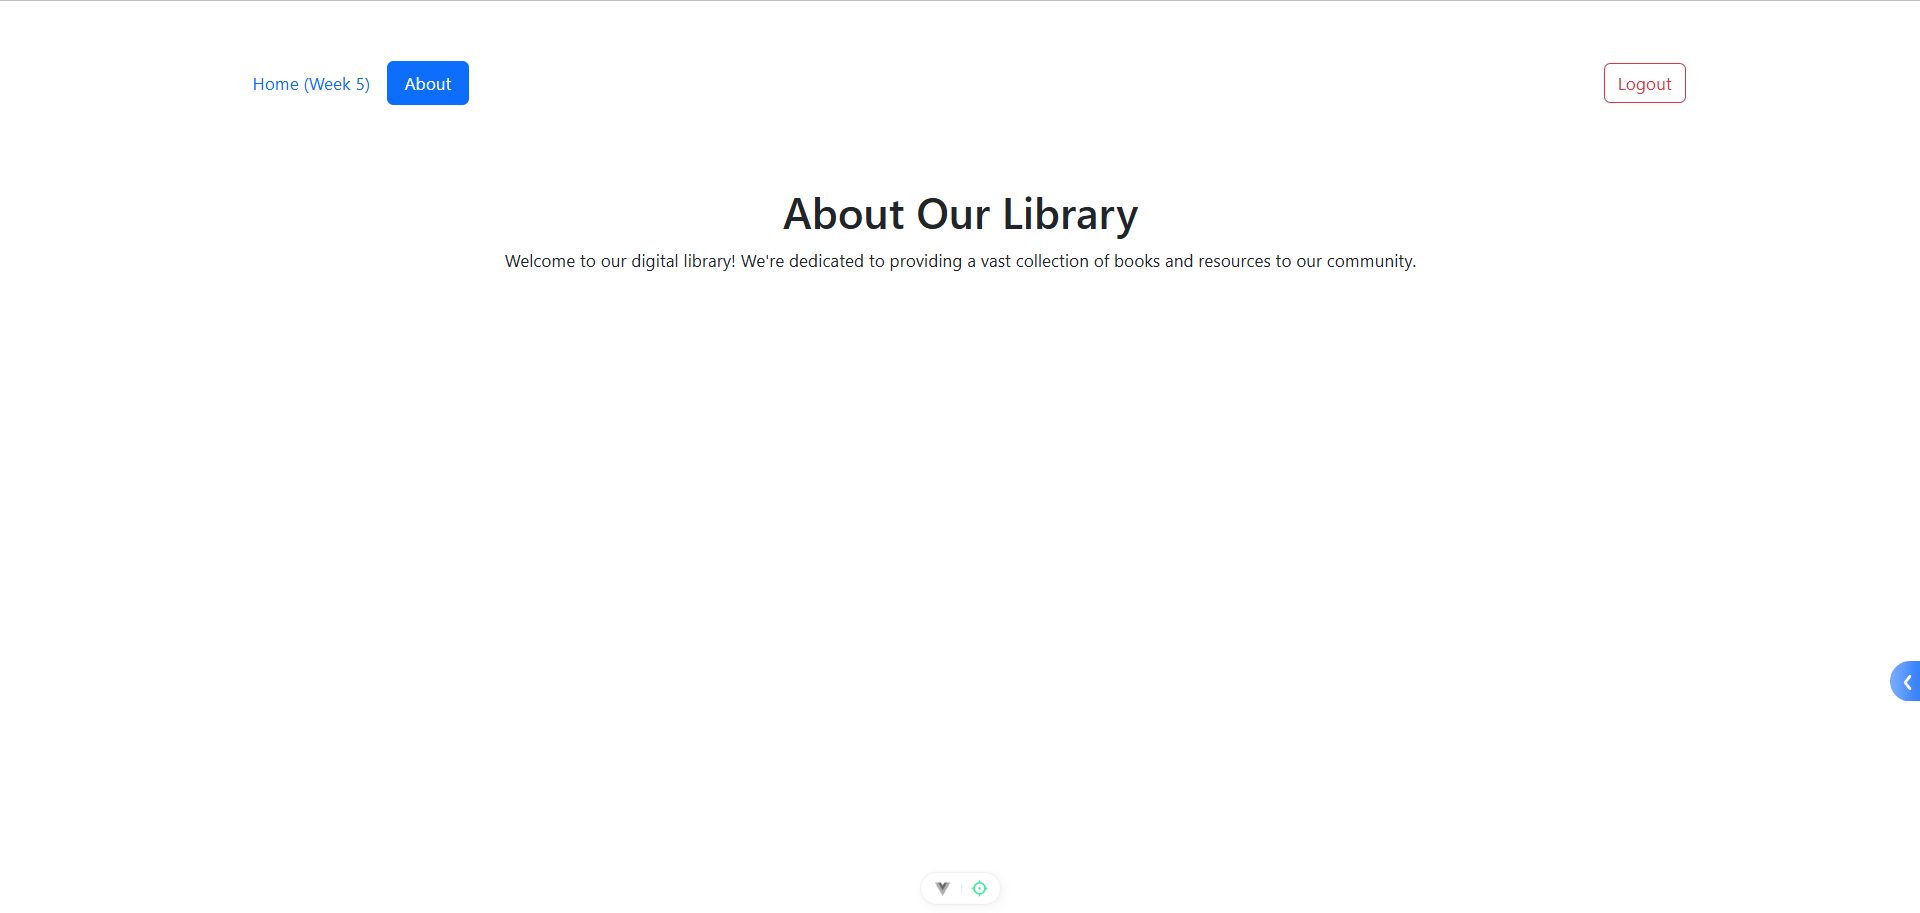 Home (Week 5) About Logout
About Our Library
Welcome to our digital library! We're dedicated to providing a vast collection of books and resources to our community.